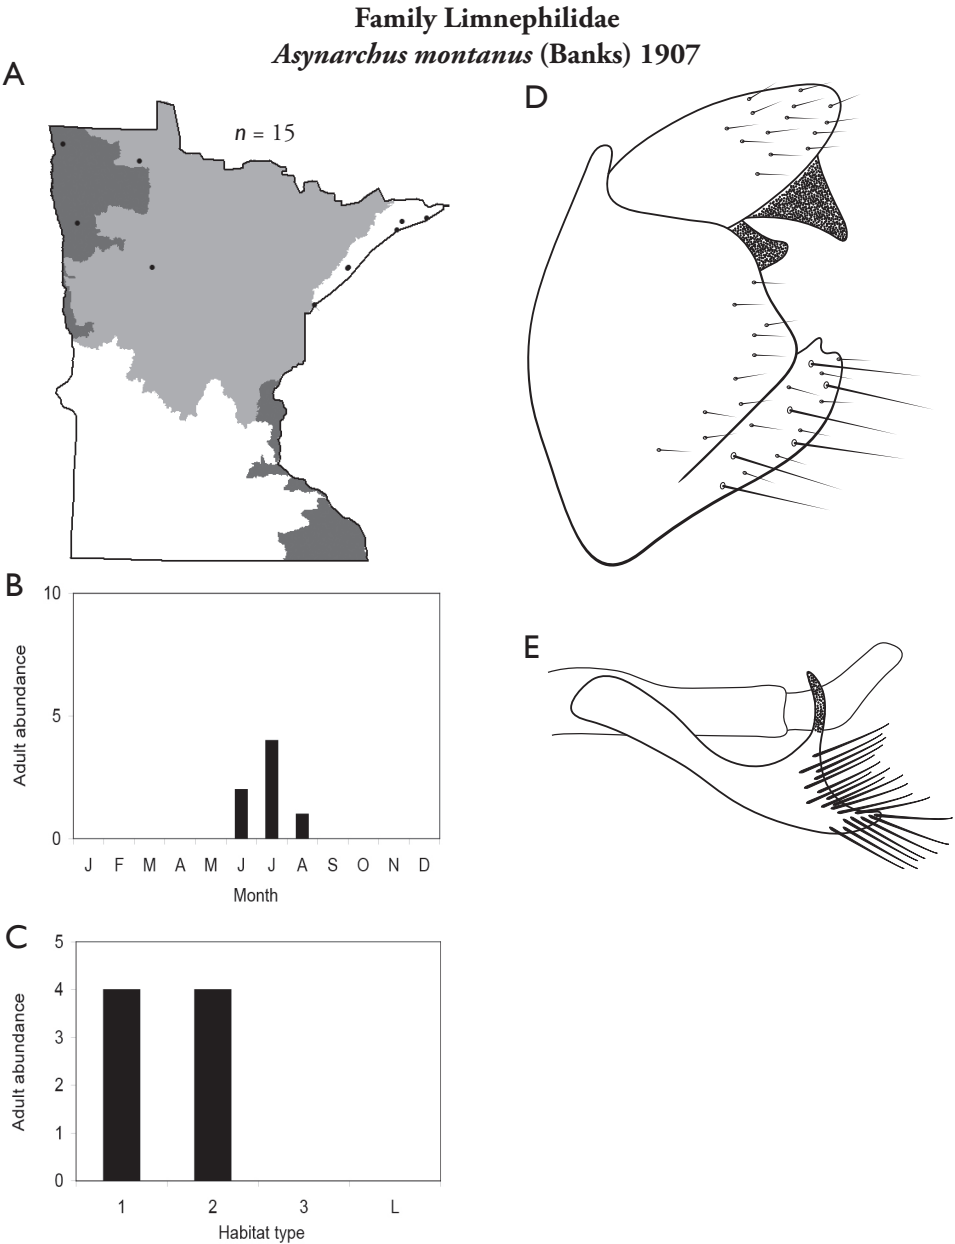 Family Limnephilidae
Asynarchus montanus (Banks) 1907
A
n = 15
B
10
5
0
Adult abundance
J F M A M J J A S O N D
Month
C
5
4
3
2
1
0
Adult abundance
1 2 3 L
Habitat type
D
E